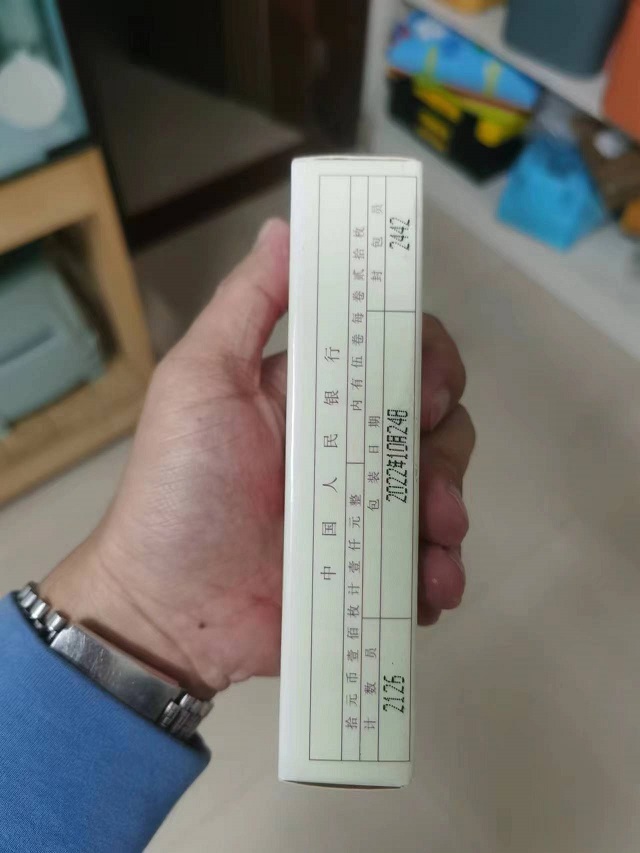 中国人民银行
拾元币壹佰枚计壹仟元整 内有伍卷每卷贰拾枚
计数员 包装日期 封包员
2126 2022年10月24日 2442